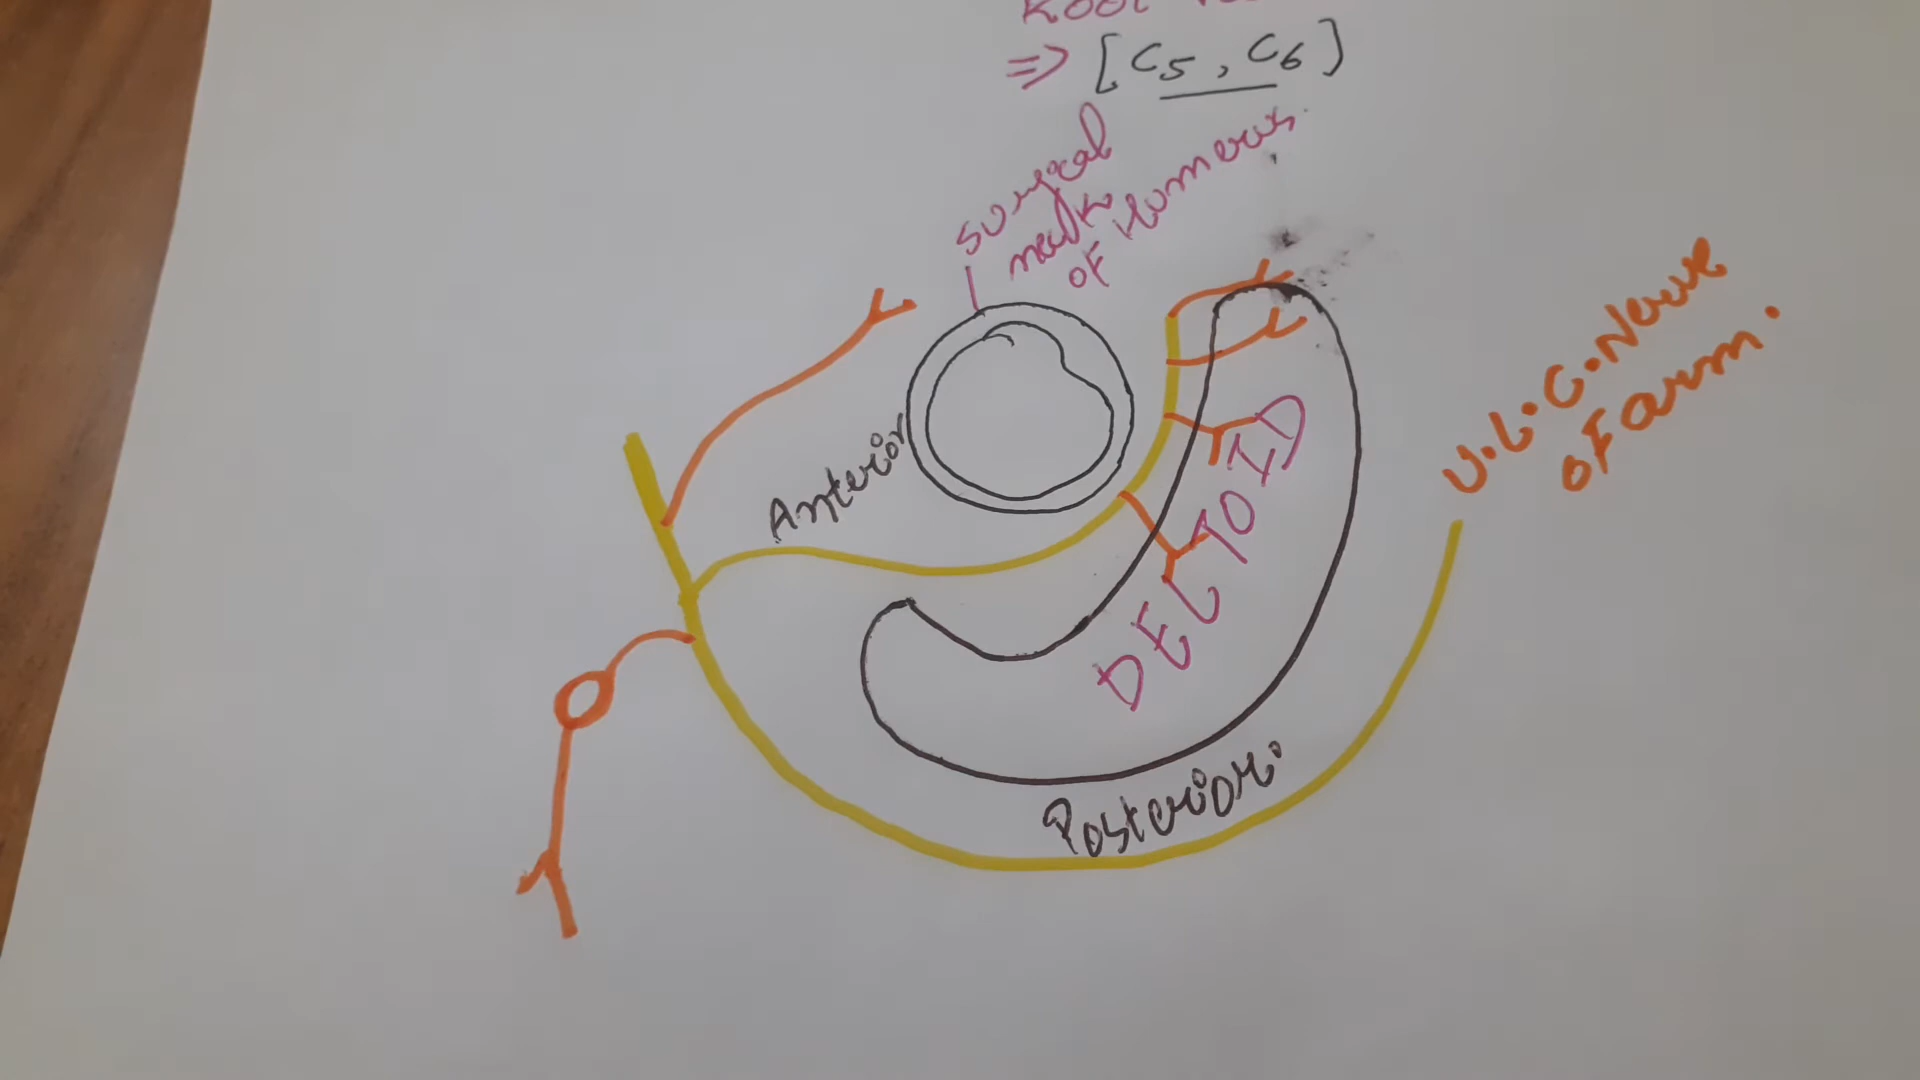 => [C5, C6]
surgical
neck
of Humerus.
Anterior
DELTOID
Posterior.
U.L.C. Nerve
of arm.